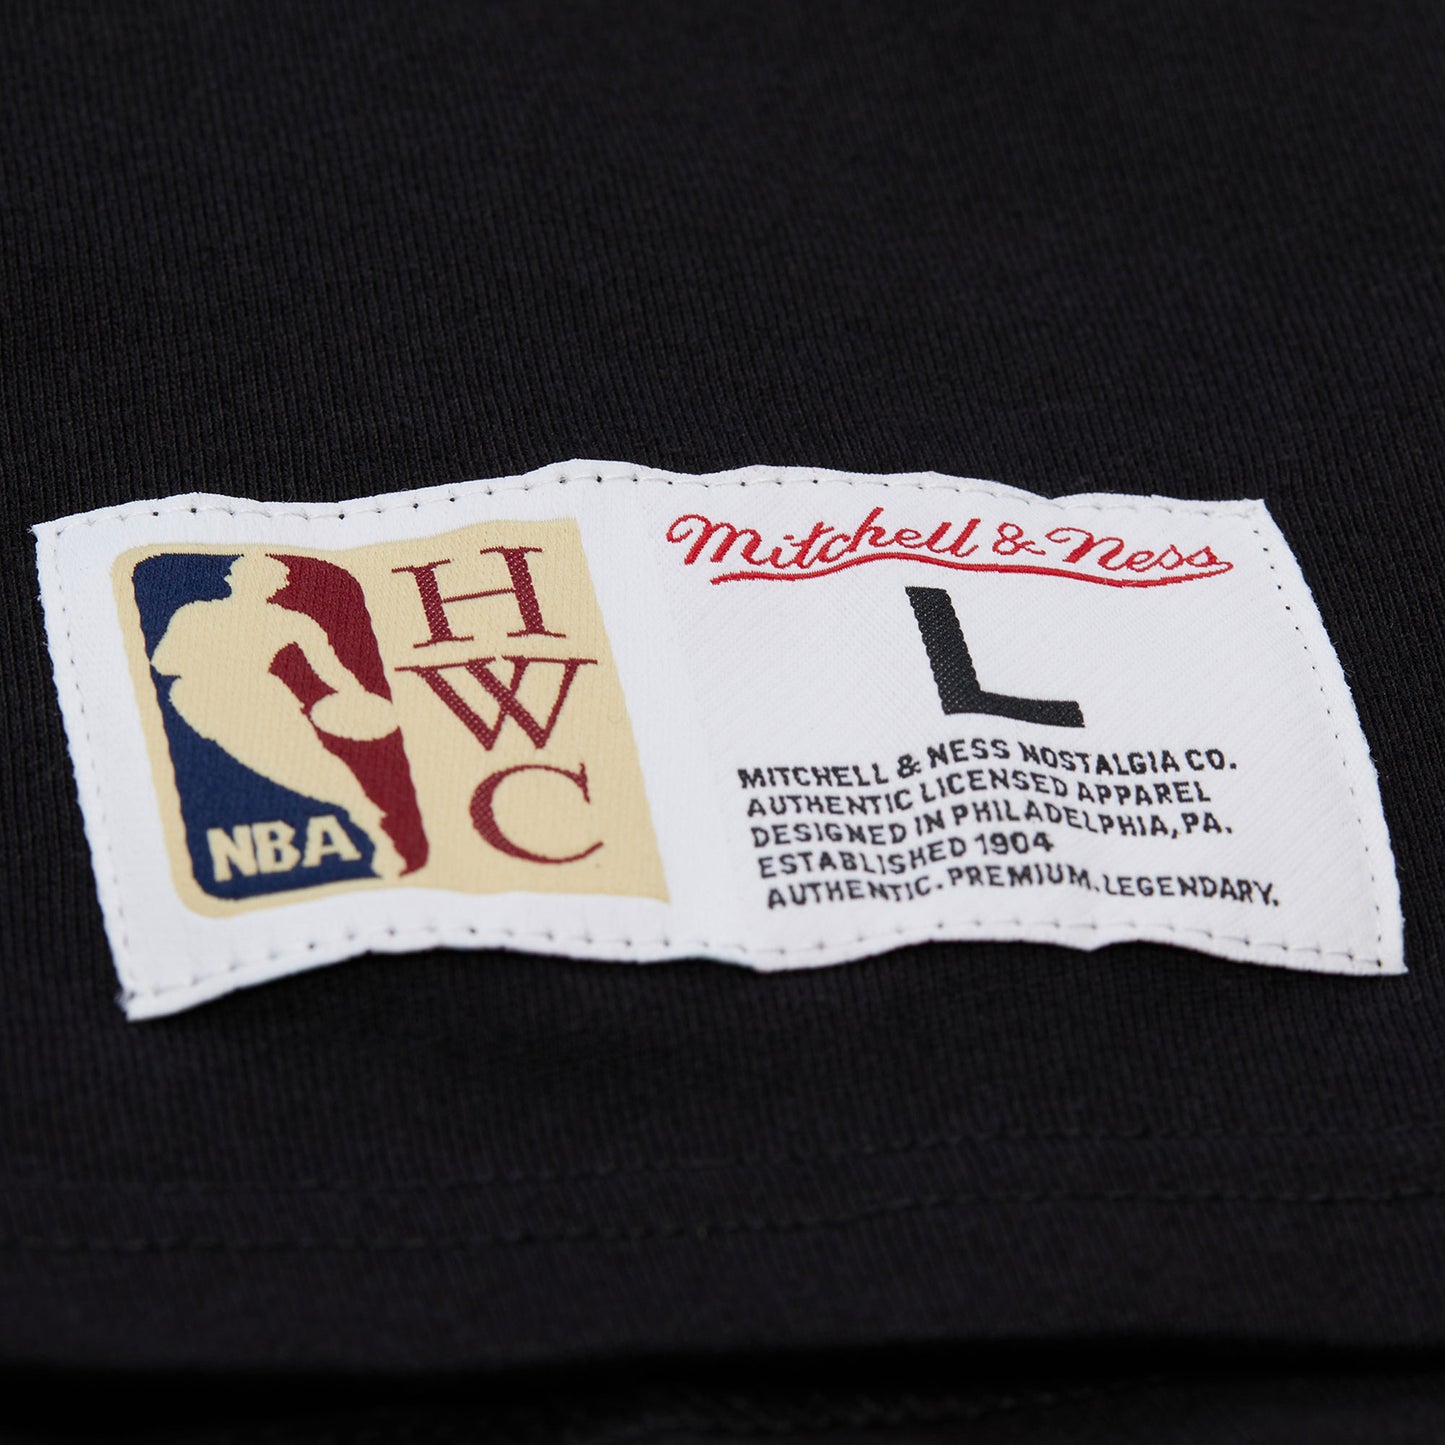 H
W
C
NBA
Mitchell & Ness
L
MITCHELL & NESS NOSTALGIA CO.
AUTHENTIC LICENSED APPAREL
DESIGNED IN PHILADELPHIA, PA.
ESTABLISHED 1904
AUTHENTIC. PREMIUM. LEGENDARY.